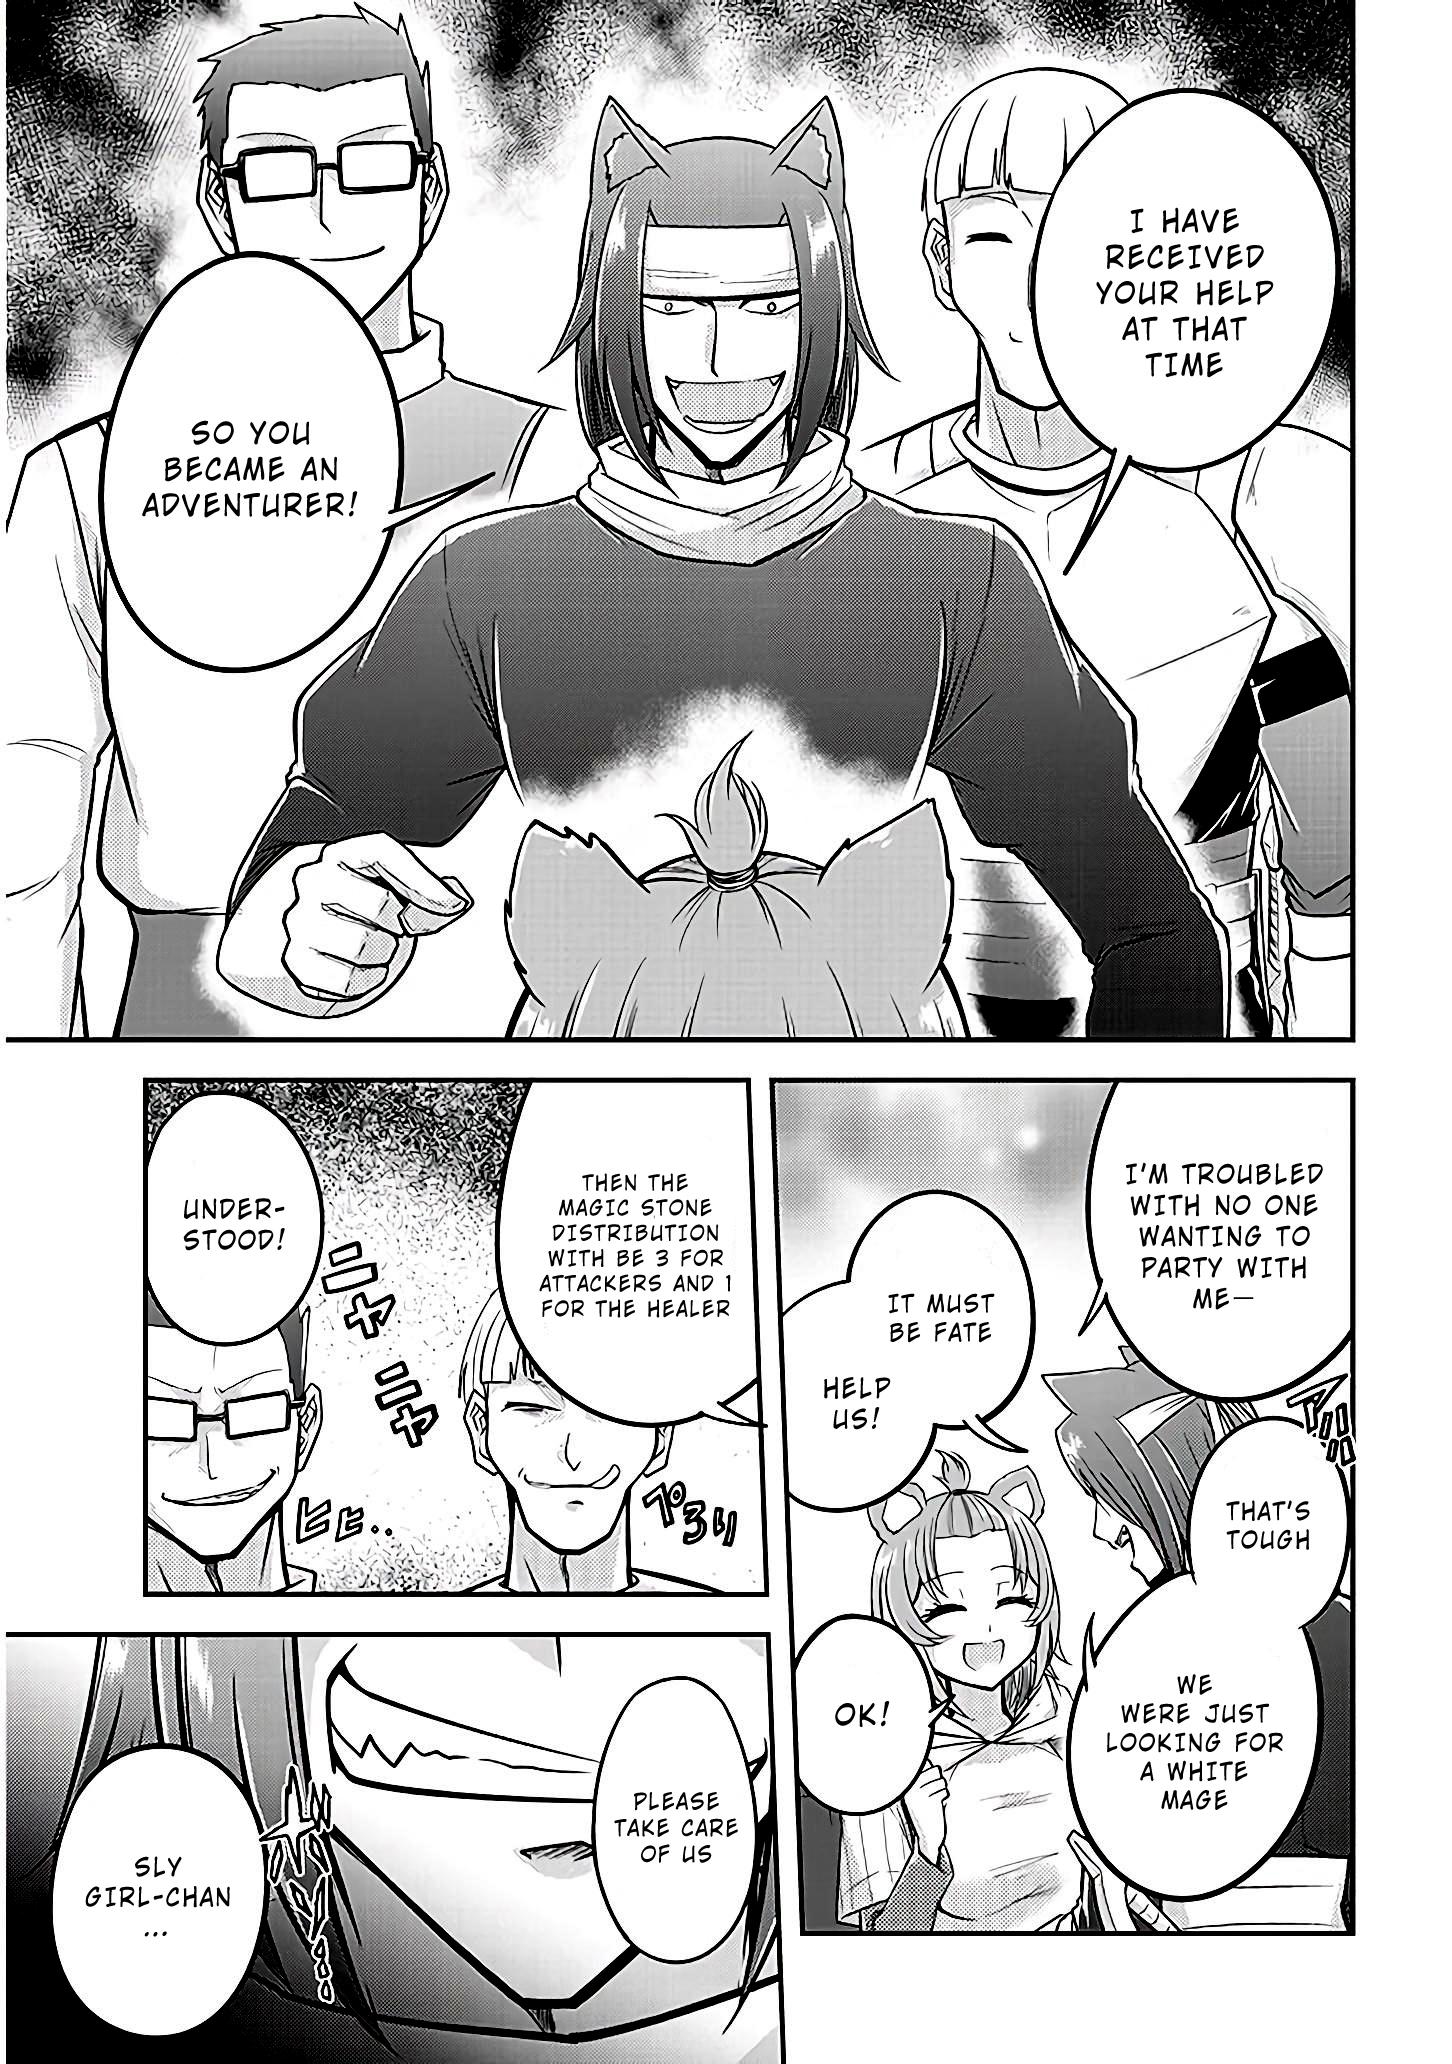 I HAVE
RECEIVED
YOUR HELP
AT THAT
TIME
SO YOU
BECAME AN
ADVENTURER!
I'M TROUBLED
WITH NO ONE
WANTING TO
PARTY WITH
ME—
IT MUST
BE FATE
HELP
US!
THAT'S
TOUGH
WE
WERE JUST
LOOKING FOR
A WHITE
MAGE
OK!
THEN THE
MAGIC STONE
DISTRIBUTION
WITH BE 3 FOR
ATTACKERS AND 1
FOR THE HEALER
UNDER-
STOOD!
ニャ
ニャ
ヒヒ..
ペろり
PLEASE
TAKE CARE
OF US
SLY
GIRL-CHAN
...